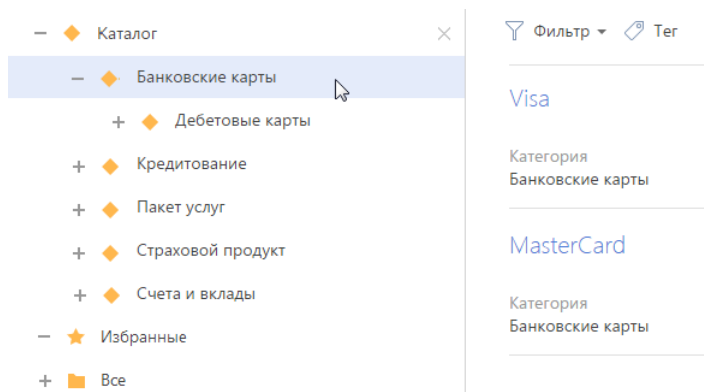 Каталог
Банковские карты
Дебетовые карты
Кредитование
Пакет услуг
Страховой продукт
Счета и вклады
Избранные
Все
Фильтр Тег
Visa
Категория
Банковские карты
MasterCard
Категория
Банковские карты